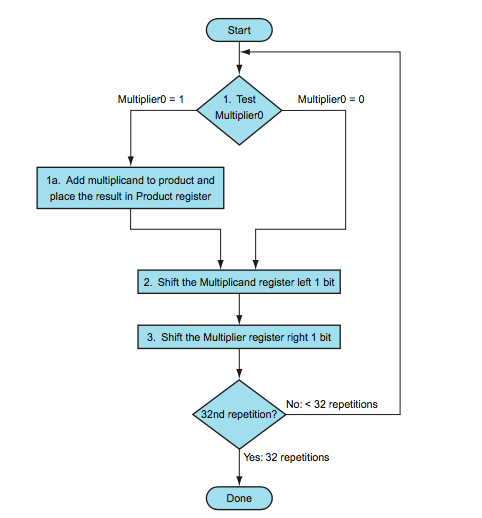 Start
Multiplier0 = 1
1. Test
Multiplier0
Multiplier0 = 0
1a. Add multiplicand to product and
place the result in Product register
2. Shift the Multiplicand register left 1 bit
3. Shift the Multiplier register right 1 bit
32nd repetition?
No: < 32 repetitions
Yes: 32 repetitions
Done